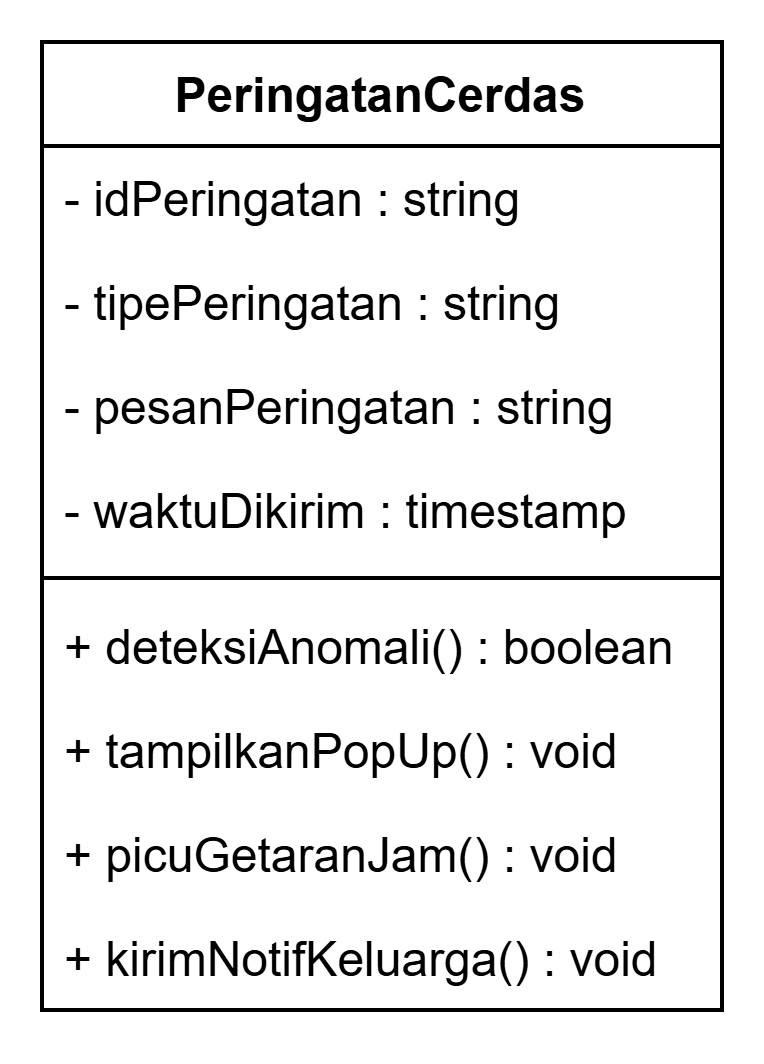 PeringatanCerdas
- idPeringatan : string
- tipePeringatan : string
- pesanPeringatan : string
- waktuDikirim : timestamp
+ deteksiAnomali() : boolean
+ tampilkanPopUp() : void
+ picuGetaranJam() : void
+ kirimNotifKeluarga() : void